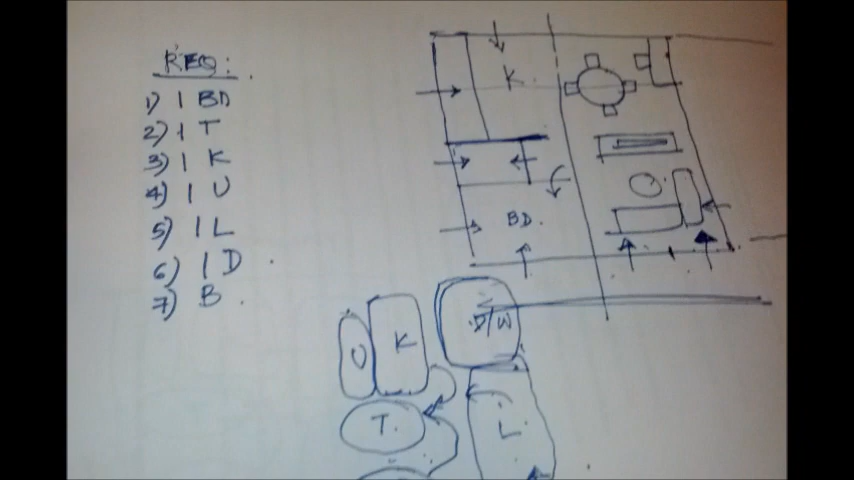 REQ:
1) 1 BD
2) 1 T
3) 1 K
4) 1 U
5) 1 L
6) 1 D.
7) B.
K.
BD.
D/W
U
K
T.
L